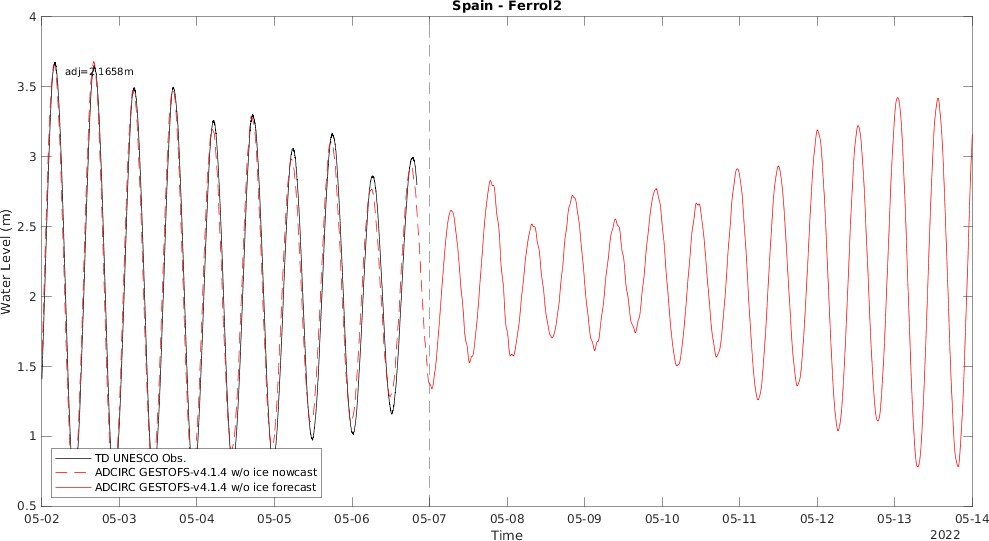 Spain - Ferrol2
4
adj=2.1658m
3.5
3
2.5
2
1.5
1
0.5
Water Level (m)
TD UNESCO Obs.
ADCIRC GESTOFS-v4.1.4 w/o ice nowcast
ADCIRC GESTOFS-v4.1.4 w/o ice forecast
05-02 05-03 05-04 05-05 05-06 05-07 05-08 05-09 05-10 05-11 05-12 05-13 05-14
Time
2022